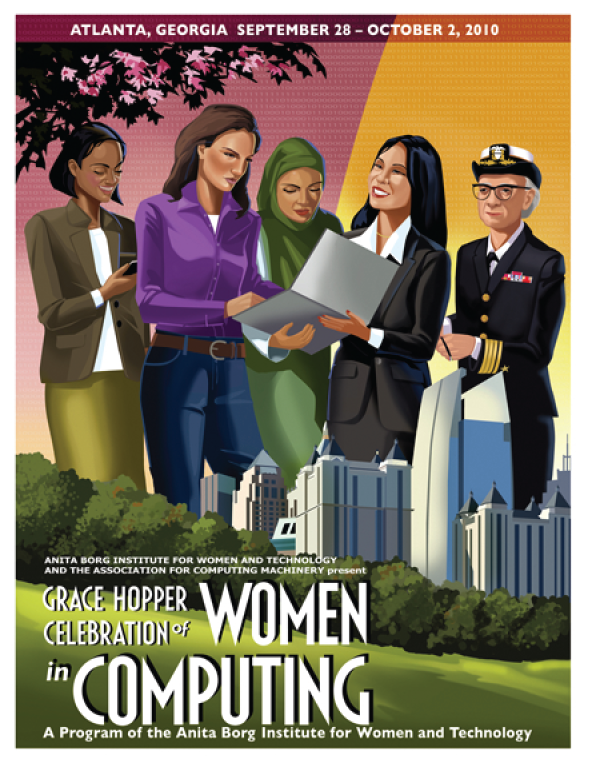 ATLANTA, GEORGIA SEPTEMBER 28 – OCTOBER 2, 2010
ANITA BORG INSTITUTE FOR WOMEN AND TECHNOLOGY
AND THE ASSOCIATION FOR COMPUTING MACHINERY present
GRACE HOPPER
CELEBRATION of WOMEN
in COMPUTING
A Program of the Anita Borg Institute for Women and Technology